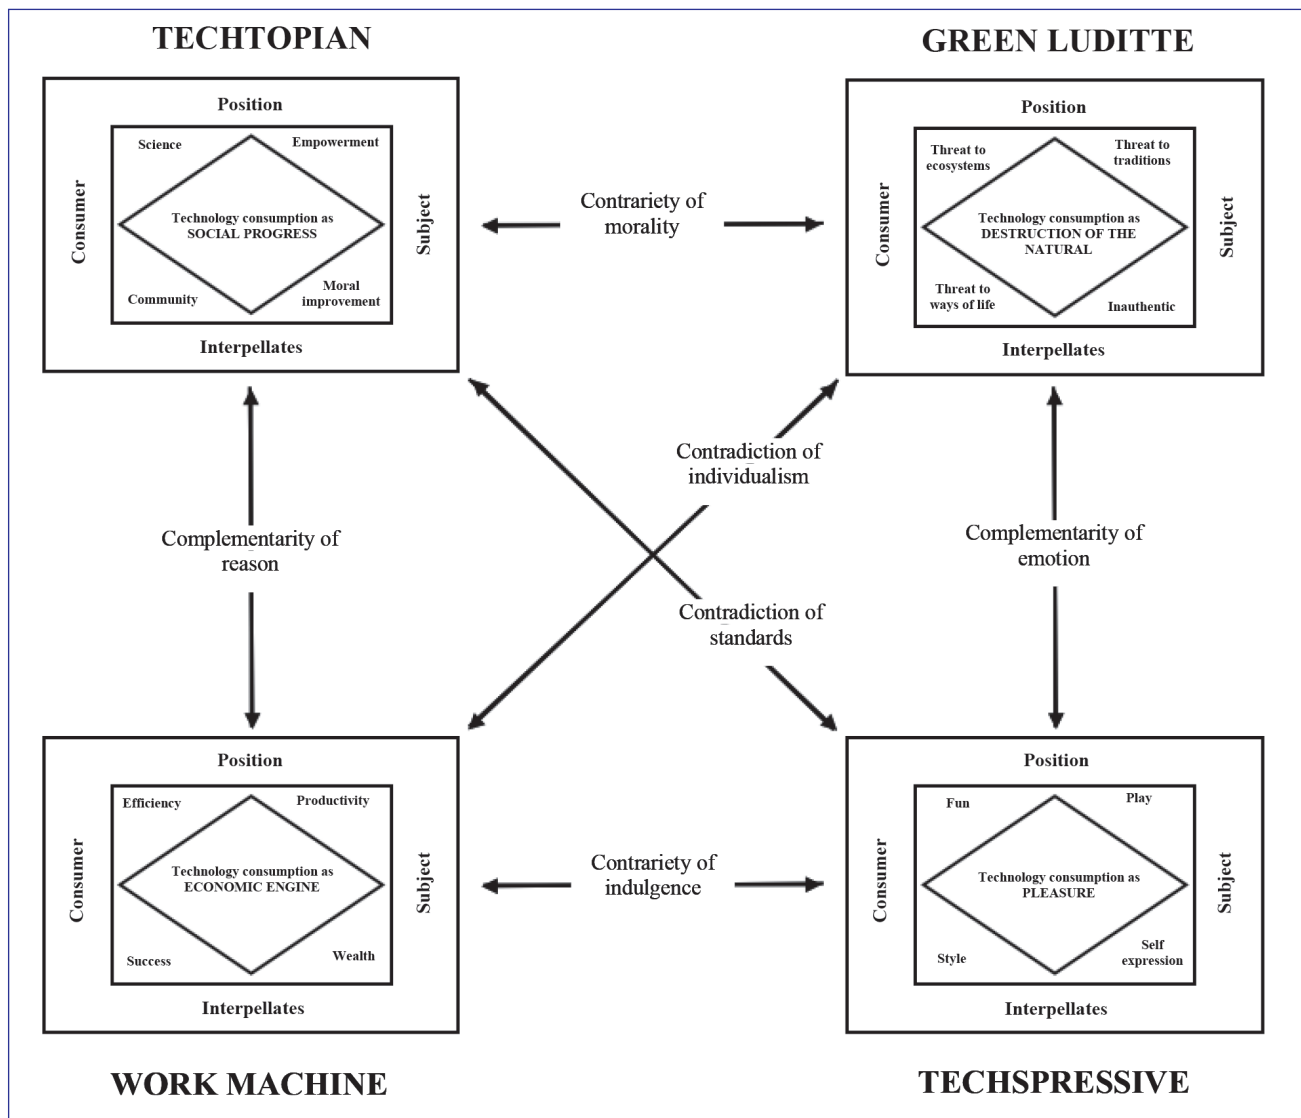 TECHTOPIAN
GREEN LUDITTE
Position
Consumer
Science
Empowerment
Technology consumption as
SOCIAL PROGRESS
Community
Moral
improvement
Subject
Interpellates
Contrariety of
morality
Position
Consumer
Threat to
ecosystems
Threat to
traditions
Technology consumption as
DESTRUCTION OF THE
NATURAL
Threat to
ways of life
Inauthentic
Subject
Interpellates
Contradiction of
individualism
Complementarity of
reason
Complementarity of
emotion
Contradiction of
standards
Position
Consumer
Efficiency
Productivity
Technology consumption as
ECONOMIC ENGINE
Success
Wealth
Subject
Interpellates
Contrariety of
indulgence
Position
Consumer
Fun
Play
Technology consumption as
PLEASURE
Style
Self
expression
Subject
Interpellates
WORK MACHINE
TECHSPRESSIVE